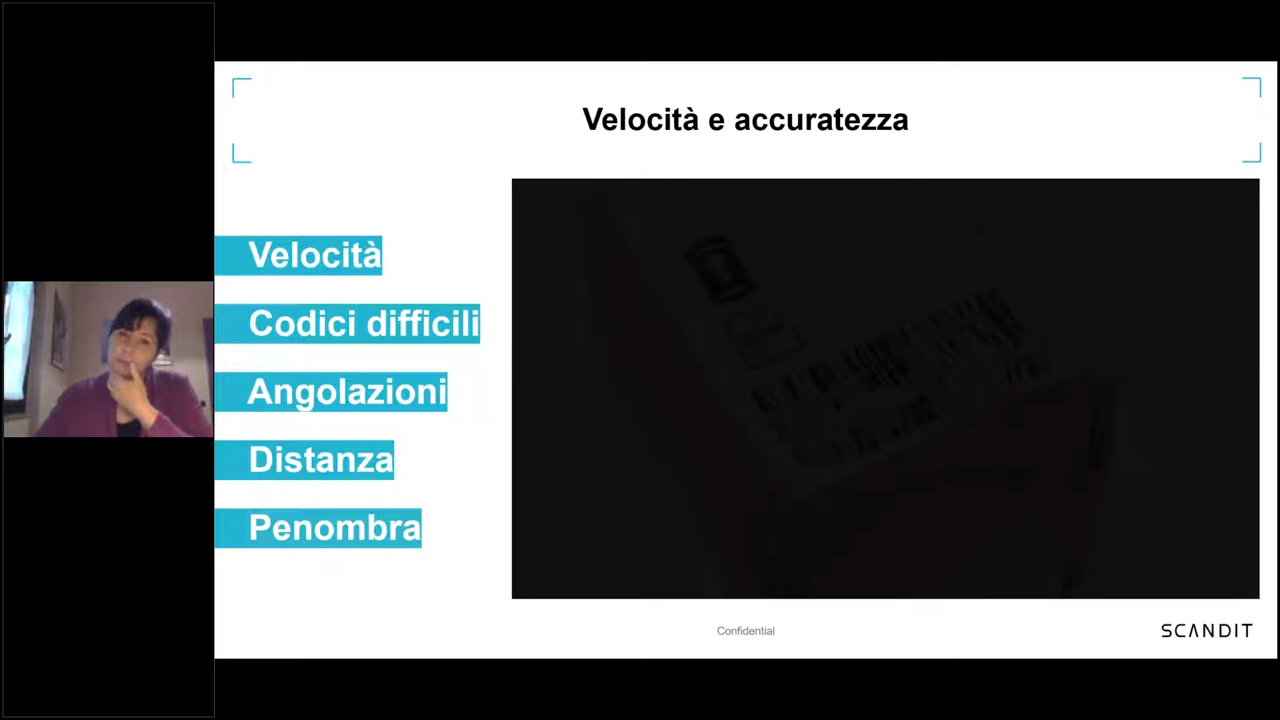 Velocità e accuratezza
Velocità
Codici difficili
Angolazioni
Distanza
Penombra
Confidential
SCANDIT